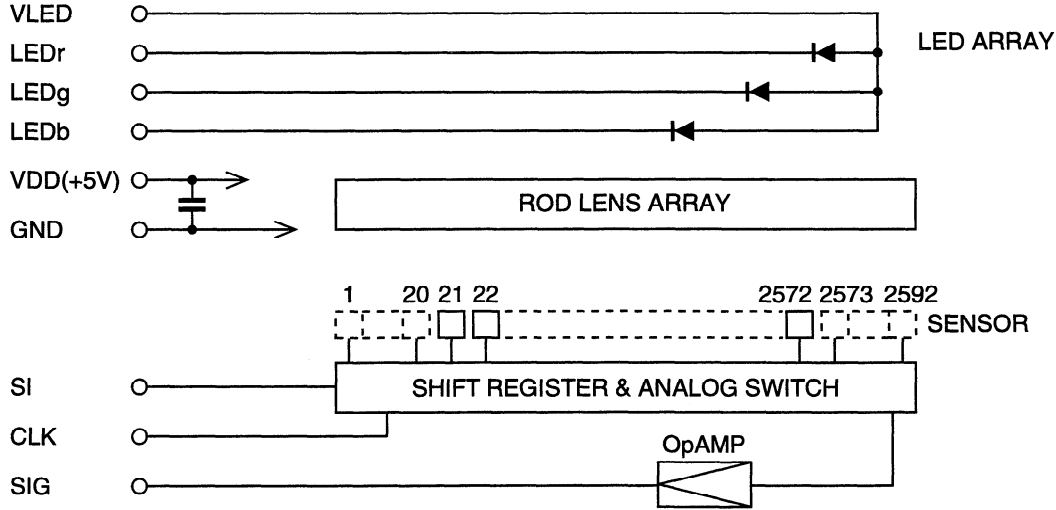 VLED
LED ARRAY
LEDr
LEDg
LEDb
VDD(+5V)
ROD LENS ARRAY
GND
1 20 21 22 2572 2573 2592
SENSOR
SI
SHIFT REGISTER & ANALOG SWITCH
CLK
OpAMP
SIG